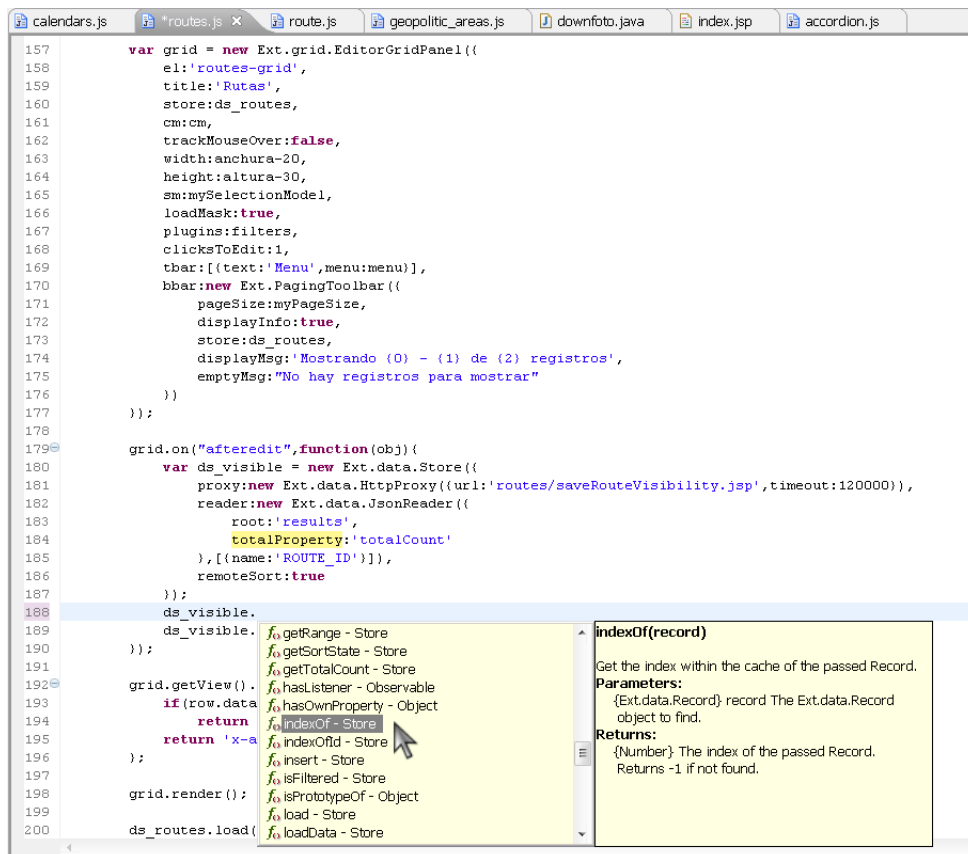 calendars.js *routes.js route.js geopolitic_areas.js downfoto.java index.jsp accordion.js
157 var grid = new Ext.grid.EditorGridPanel({
158 el:'routes-grid',
159 title:'Rutas',
160 store:ds_routes,
161 cm:cm,
162 trackMouseOver:false,
163 width:anchura-20,
164 height:altura-30,
165 sm:mySelectionModel,
166 loadMask:true,
167 plugins:filters,
168 clicksToEdit:1,
169 tbar:[{text:'Menu',menu:menu}],
170 bbar:new Ext.PagingToolbar({
171 pageSize:myPageSize,
172 displayInfo:true,
173 store:ds_routes,
174 displayMsg:'Mostrando {0} - {1} de {2} registros',
175 emptyMsg:"No hay registros para mostrar"
176 })
177 });
178
179 grid.on("afteredit",function(obj){
180 var ds_visible = new Ext.data.Store({
181 proxy:new Ext.data.HttpProxy({url:'routes/saveRouteVisibility.jsp',timeout:120000}),
182 reader:new Ext.data.JsonReader({
183 root:'results',
184 totalProperty:'totalCount'
185 },[{name:'ROUTE_ID'}]),
186 remoteSort:true
187 });
188 ds_visible.
189 ds_visible.
190 });
191
192 grid.getView().
193 if(row.data
194 return
195 return 'x-a
196 };
197
198 grid.render();
199
200 ds_routes.load(
getRange - Store
getSortState - Store
getTotalCount - Store
hasListener - Observable
hasOwnProperty - Object
indexOf - Store
indexOfId - Store
insert - Store
isFiltered - Store
isPrototypeOf - Object
load - Store
loadData - Store
indexOf(record)
Get the index within the cache of the passed Record.
Parameters:
{Ext.data.Record} record The Ext.data.Record
object to find.
Returns:
{Number} The index of the passed Record.
Returns -1 if not found.